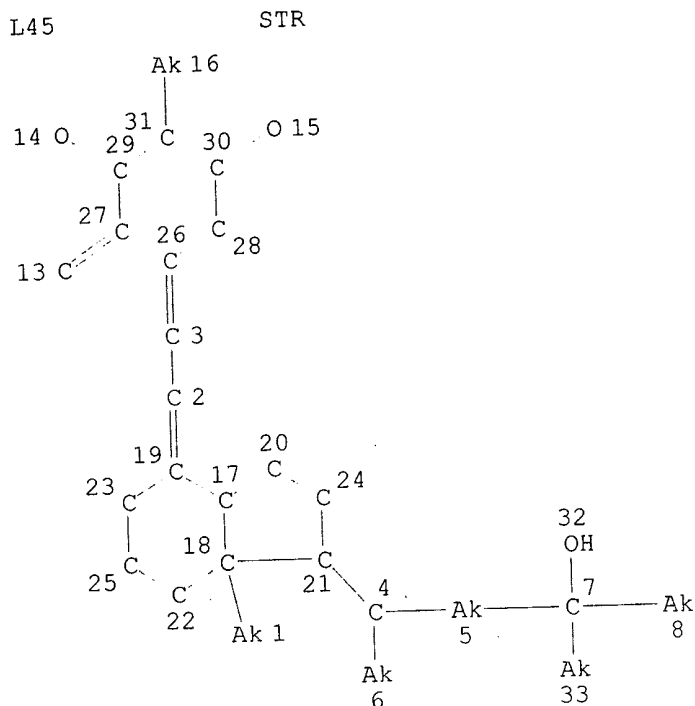 L45 STR
Ak 16
14 O 31 O 15
29 C 30
C C
27
C C
26 28
13 C C
C 3
C 2
19 20
C 17 C 24
23
C C C 32
18 OH
C C C 21 4 7
25 C C Ak C Ak
22 5 8
Ak 1
Ak Ak
6 33